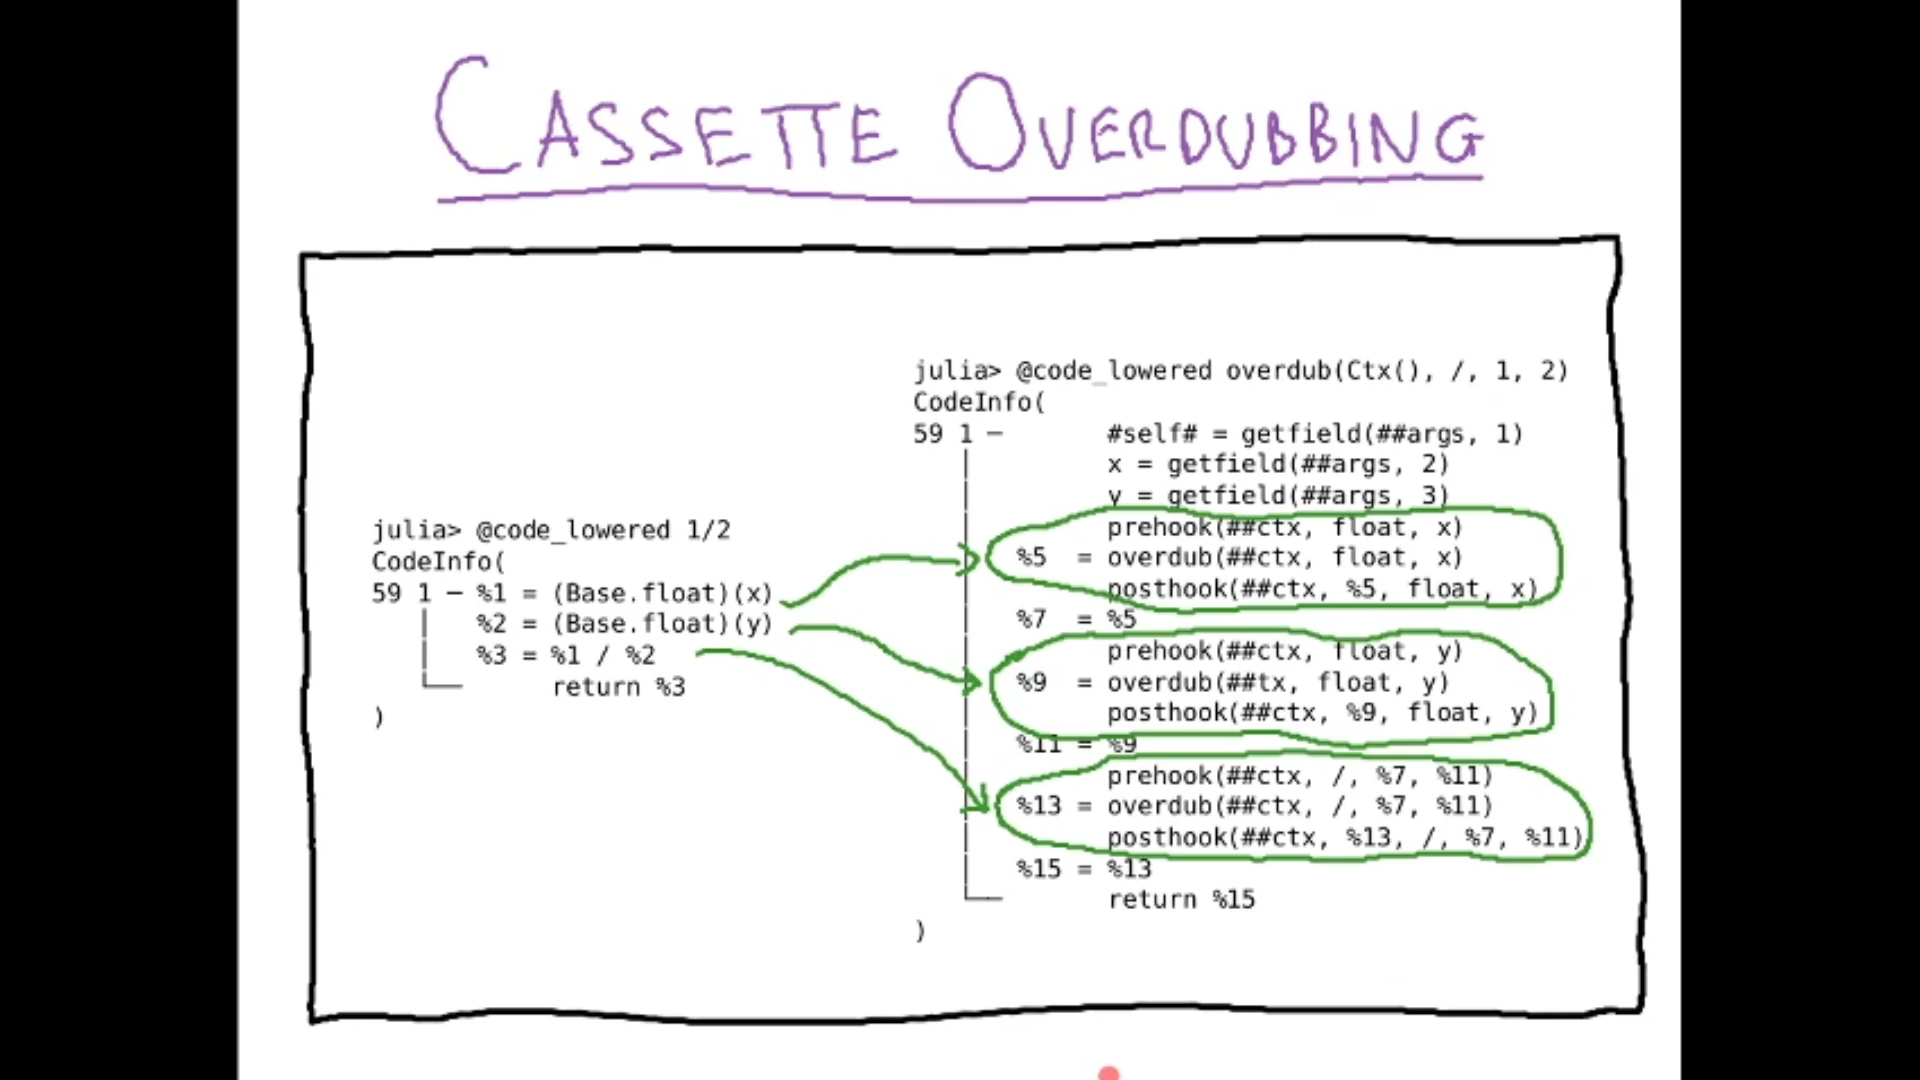 CASSETTE OVERDUBBING
julia> @code_lowered 1/2
CodeInfo(
59 1 ─ %1 = (Base.float)(x)
│ %2 = (Base.float)(y)
│ %3 = %1 / %2
└── return %3
)
julia> @code_lowered overdub(Ctx(), /, 1, 2)
CodeInfo(
59 1 ─ #self# = getfield(##args, 1)
│ x = getfield(##args, 2)
│ y = getfield(##args, 3)
│ prehook(##ctx, float, x)
│ %5 = overdub(##ctx, float, x)
│ posthook(##ctx, %5, float, x)
│ %7 = %5
│ prehook(##ctx, float, y)
│ %9 = overdub(##tx, float, y)
│ posthook(##ctx, %9, float, y)
│ %11 = %9
│ prehook(##ctx, /, %7, %11)
│ %13 = overdub(##ctx, /, %7, %11)
│ posthook(##ctx, %13, /, %7, %11)
│ %15 = %13
└── return %15
)